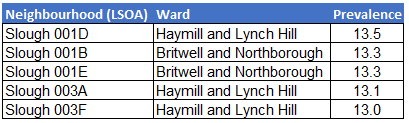 Neighbourhood (LSOA) Ward Prevalence
Slough 001D Haymill and Lynch Hill 13.5
Slough 001B Britwell and Northborough 13.3
Slough 001E Britwell and Northborough 13.3
Slough 003A Haymill and Lynch Hill 13.1
Slough 003F Haymill and Lynch Hill 13.0